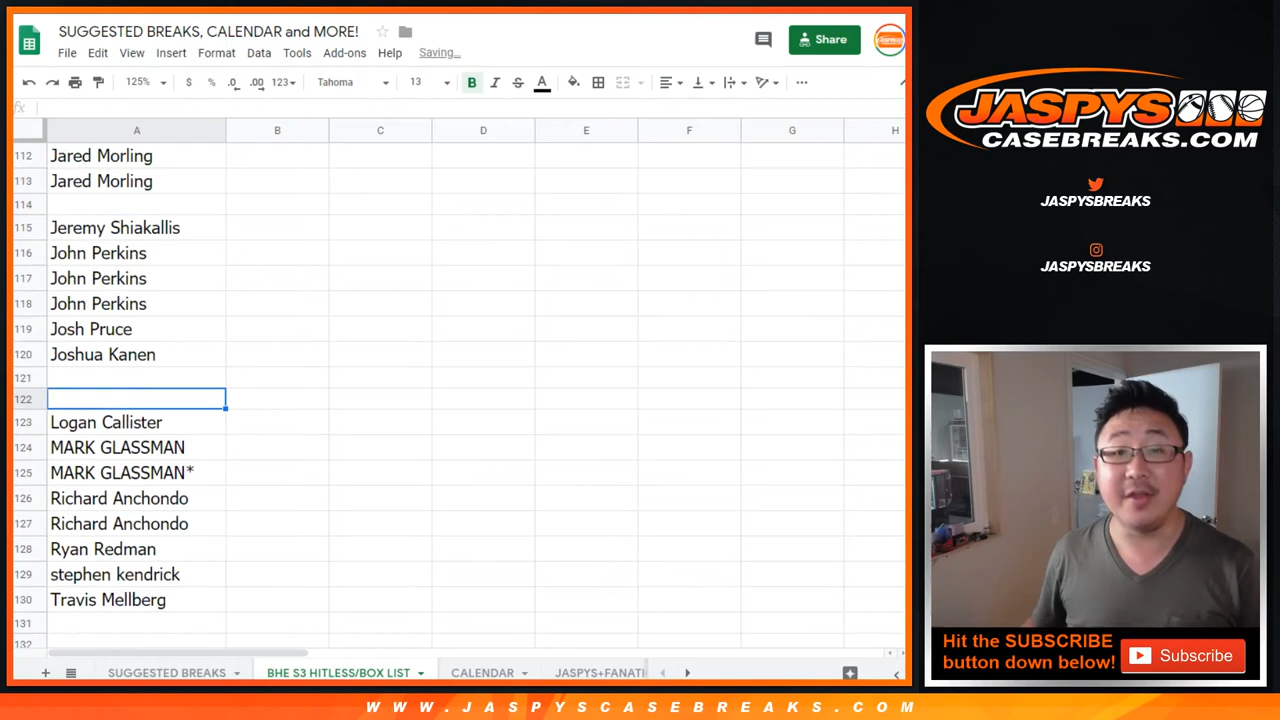 SUGGESTED BREAKS, CALENDAR and MORE!
File Edit View Insert Format Data Tools Add-ons Help Saving...
Share
125% $ % .0 .00 123 Tahoma 13 B I S A
fx
A B C D E F G H
112 Jared Morling
113 Jared Morling
114
115 Jeremy Shiakallis
116 John Perkins
117 John Perkins
118 John Perkins
119 Josh Pruce
120 Joshua Kanen
121
122
123 Logan Callister
124 MARK GLASSMAN
125 MARK GLASSMAN*
126 Richard Anchondo
127 Richard Anchondo
128 Ryan Redman
129 stephen kendrick
130 Travis Mellberg
131
132
SUGGESTED BREAKS BHE S3 HITLESS/BOX LIST CALENDAR JASPYS+FANATI
JASPYS
CASEBREAKS.COM
JASPYSBREAKS
JASPYSBREAKS
Hit the SUBSCRIBE
button down below!
Subscribe
WWW.JASPYSCASEBREAKS.COM